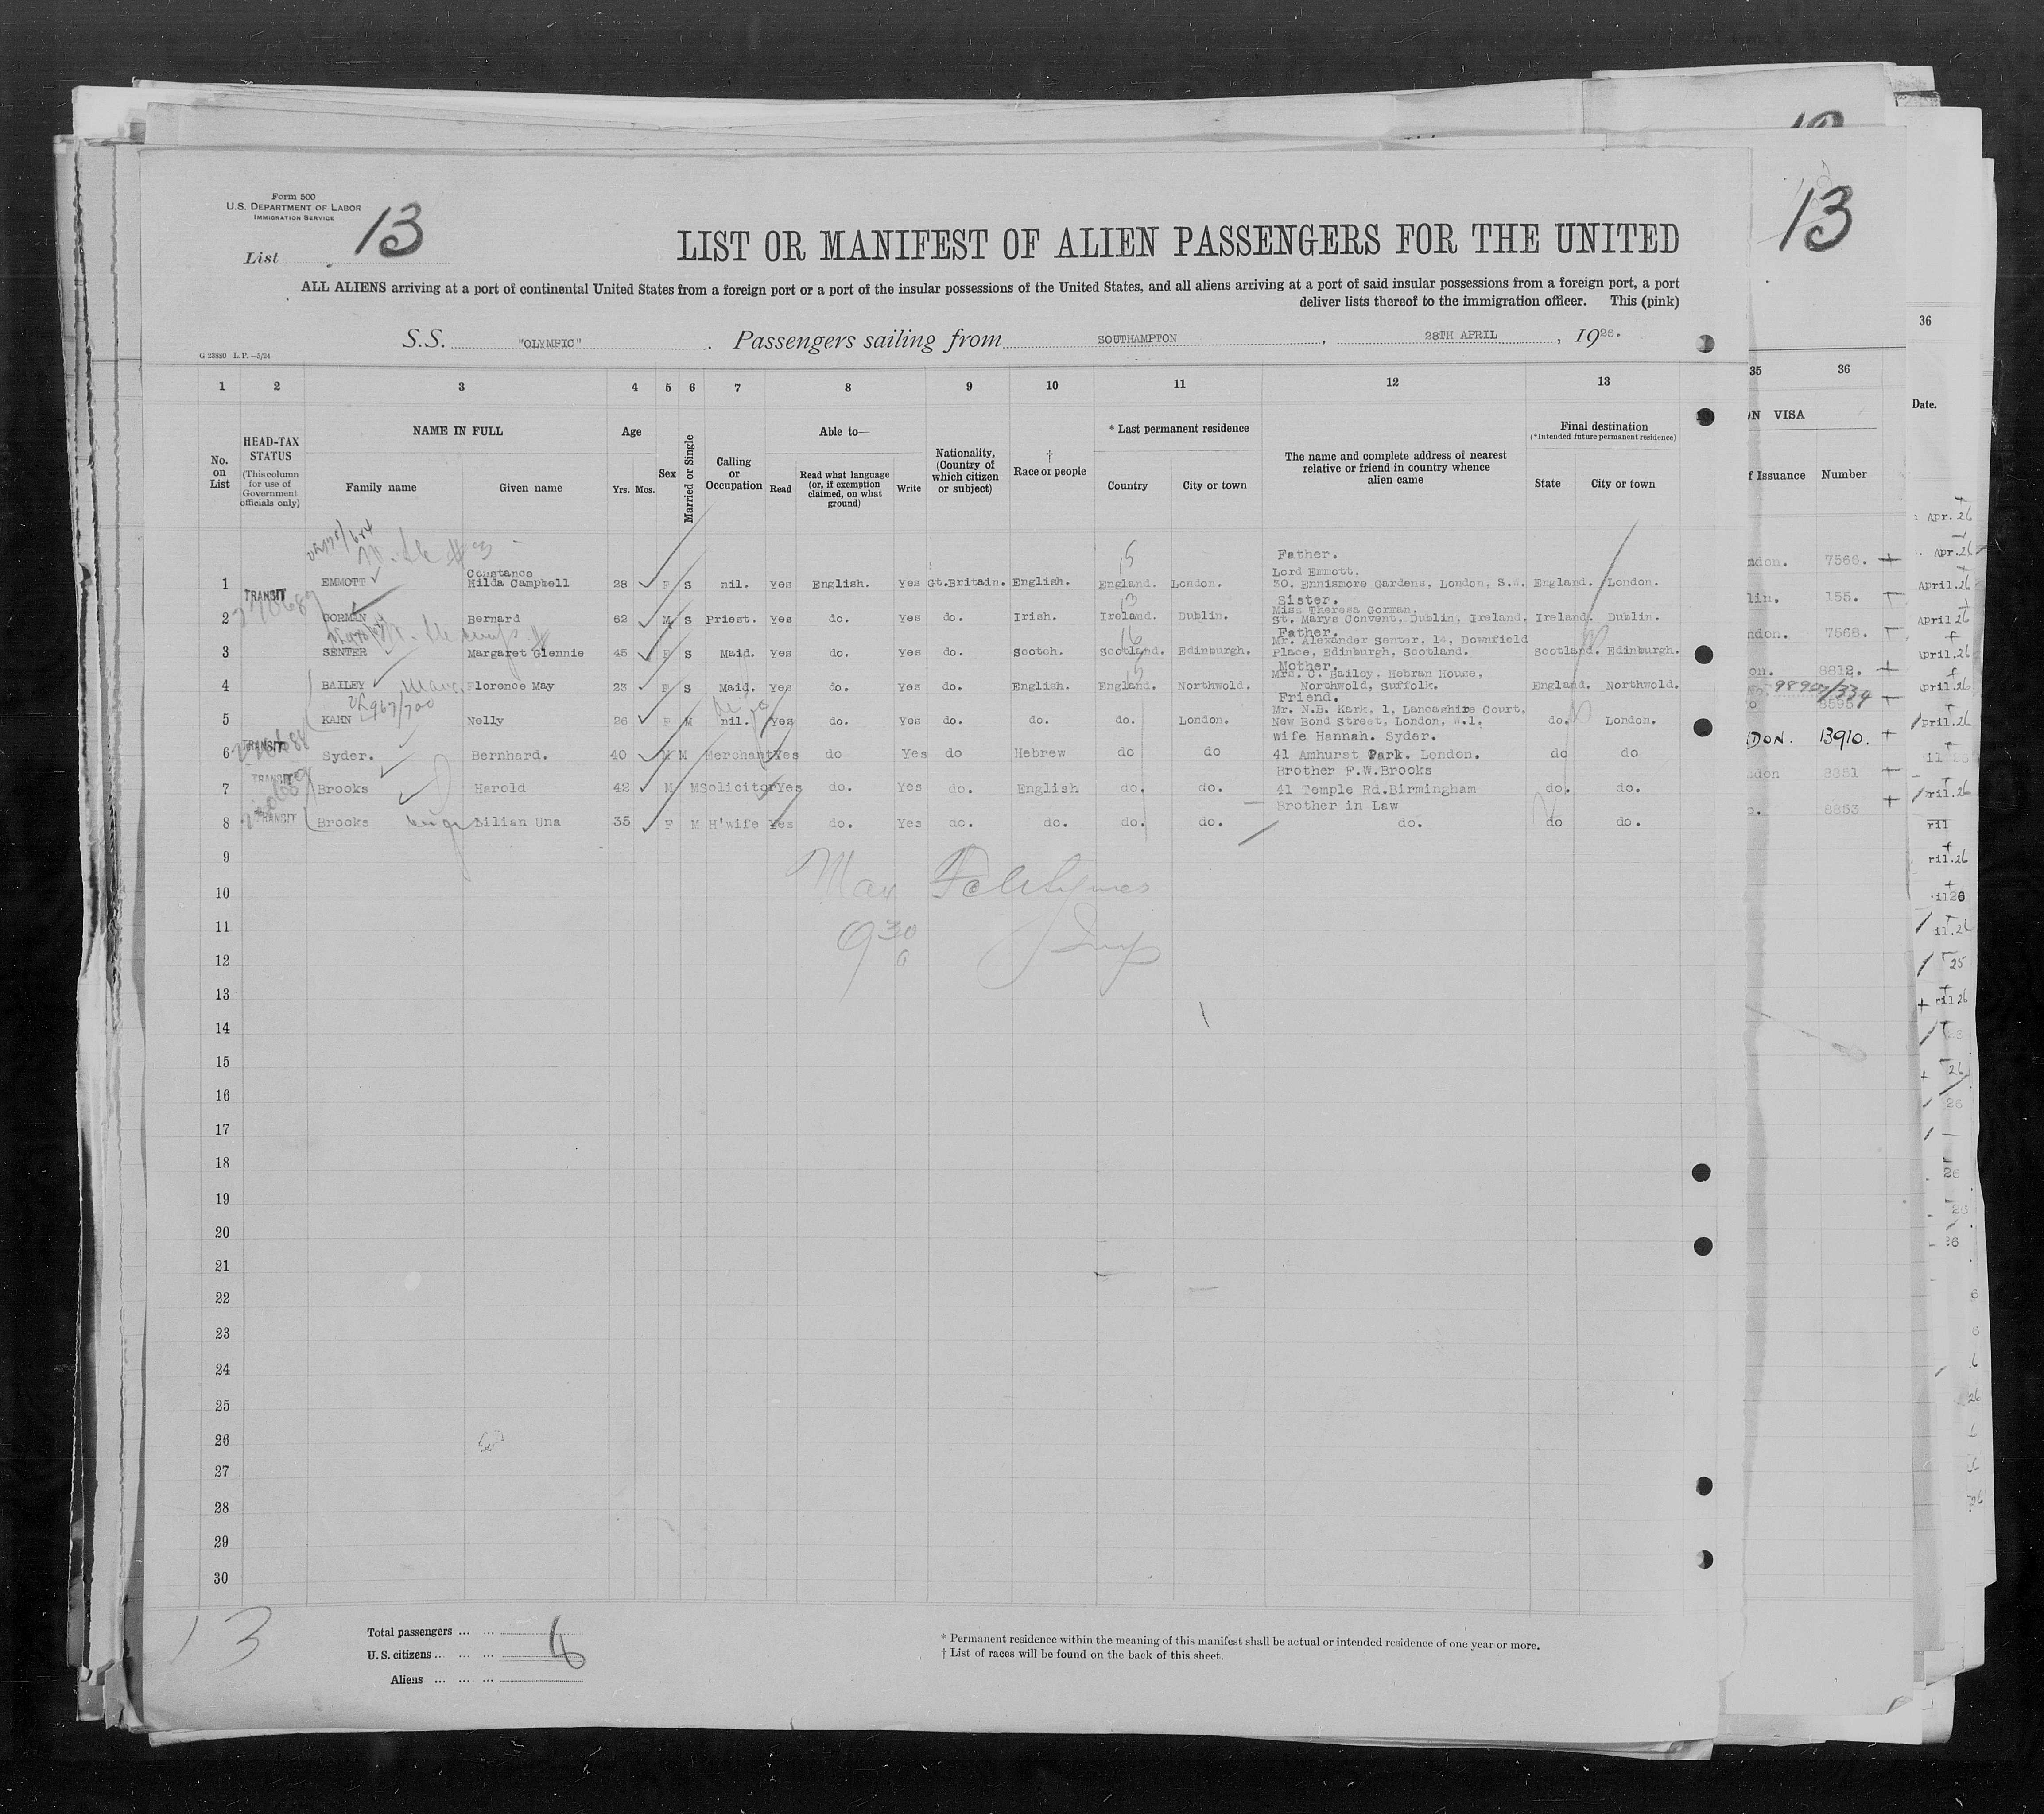 Form 500
U.S. DEPARTMENT OF LABOR
IMMIGRATION SERVICE
List 13
13
LIST OR MANIFEST OF ALIEN PASSENGERS FOR THE UNITED
ALL ALIENS arriving at a port of continental United States from a foreign port or a port of the insular possessions of the United States, and all aliens arriving at a port of said insular possessions from a foreign port, a port
deliver lists thereof to the immigration officer. This (pink)
S.S. "OLYMPIC" . Passengers sailing from SOUTHAMPTON , 28TH APRIL , 1926.
G 23880 L.P.—5/24
1 2 3 4 5 6 7 8 9 10 11 12 13 35 36 36
No. on List
HEAD-TAX STATUS
(This column for use of Government officials only)
NAME IN FULL
Family name Given name
Age
Yrs. Mos.
Sex
Married or Single
Calling or Occupation
Able to—
Read
Read what language (or, if exemption claimed, on what ground)
Write
Nationality, (Country of which citizen or subject)
† Race or people
* Last permanent residence
Country City or town
The name and complete address of nearest relative or friend in country whence alien came
Final destination
(*Intended future permanent residence)
State City or town
VISA
Issuance Number
Date.
Father.
Constance Lord Emmott.
1 TRANSIT EMMOTT Hilda Campbell 28 F S nil. Yes English. Yes Gt.Britain. English. England. London. 30, Ennismore Gardens, London, S.W. England. London. 7566.
Sister.
Miss Theresa Gorman,
2 GORMAN Bernard 62 M S Priest. Yes do. Yes do. Irish. Ireland. Dublin. St. Marys Convent, Dublin, Ireland. Ireland. Dublin. 155.
Father.
Mr. Alexander Senter, 14, Downfield
3 SENTER Margaret Glennie 45 F S Maid. Yes do. Yes do. Scotch. Scotland. Edinburgh. Place, Edinburgh, Scotland. Scotland. Edinburgh. 7568.
Mother.
Mrs. C. Bailey, Hebran House,
4 BAILEY Florence May 23 F S Maid. Yes do. Yes do. English. England. Northwold. Northwold, Suffolk. England. Northwold. 8812.
Friend.
Mr. N.B. Kark, 1, Lancashire Court,
5 KAHN Nelly 26 F M nil. Yes do. Yes do. do. do. London. New Bond Street, London, W.1. do. London.
wife Hannah. Syder.
6 TRANSIT Syder. Bernhard. 40 M M Merchant Yes do Yes do Hebrew do do 41 Amhurst Park. London. do do 13910.
Brother F.W.Brooks
7 TRANSIT Brooks Harold 42 M M Solicitor Yes do. Yes do. English do. do. 41 Temple Rd.Birmingham do. do. 8851
Brother in Law
8 TRANSIT Brooks Lilian Una 35 F M H'wife Yes do. Yes do. do. do. do. do. do do. 8853
9
10
11
12
13
14
15
16
17
18
19
20
21
22
23
24
25
26
27
28
29
30
13
Total passengers ... ...
U.S. citizens ... ... ...
Aliens ... ... ...
6
* Permanent residence within the meaning of this manifest shall be actual or intended residence of one year or more.
† List of races will be found on the back of this sheet.